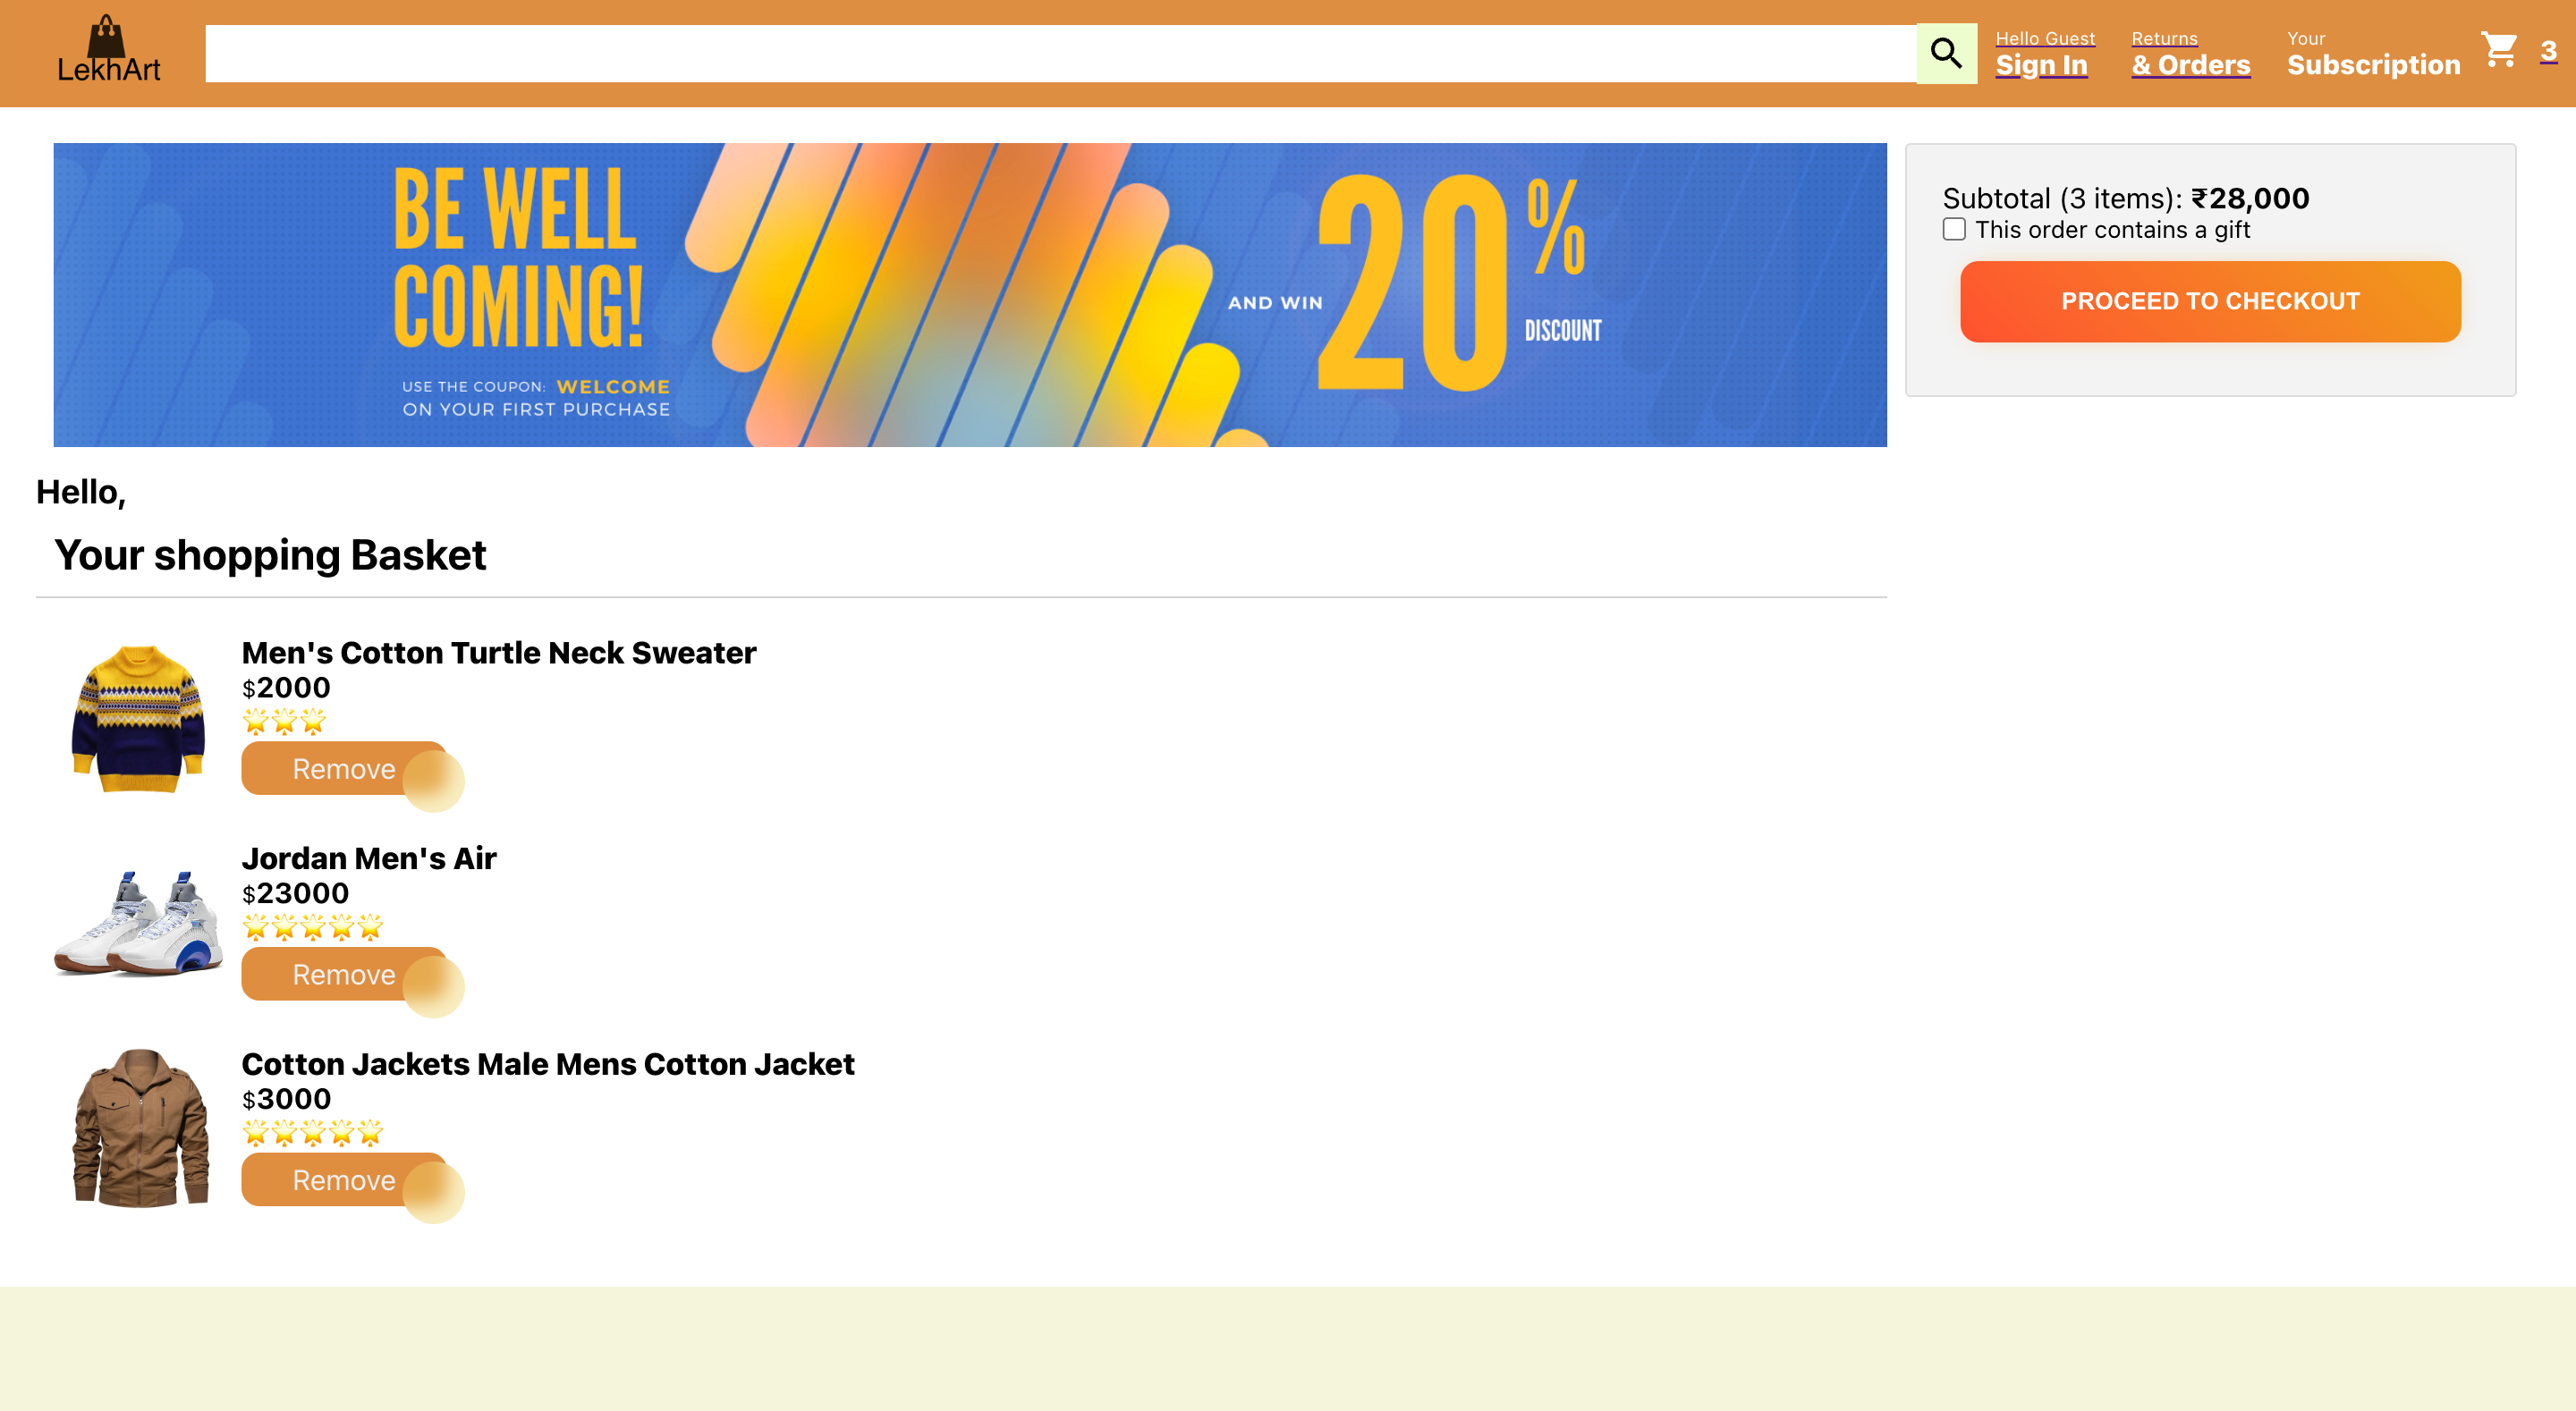 LekhArt
Hello Guest
Sign In
Returns
& Orders
Your
Subscription
3
BE WELL
COMING!
USE THE COUPON: WELCOME
ON YOUR FIRST PURCHASE
AND WIN
20%
DISCOUNT
Subtotal (3 items): ₹28,000
This order contains a gift
PROCEED TO CHECKOUT
Hello,
Your shopping Basket
Men's Cotton Turtle Neck Sweater
$2000
Remove
Jordan Men's Air
$23000
Remove
Cotton Jackets Male Mens Cotton Jacket
$3000
Remove